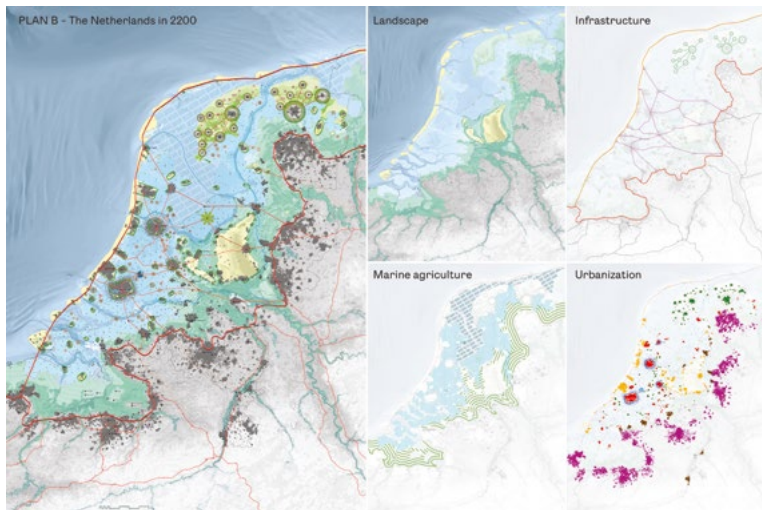 PLAN B - The Netherlands in 2200
Landscape
Infrastructure
Marine agriculture
Urbanization